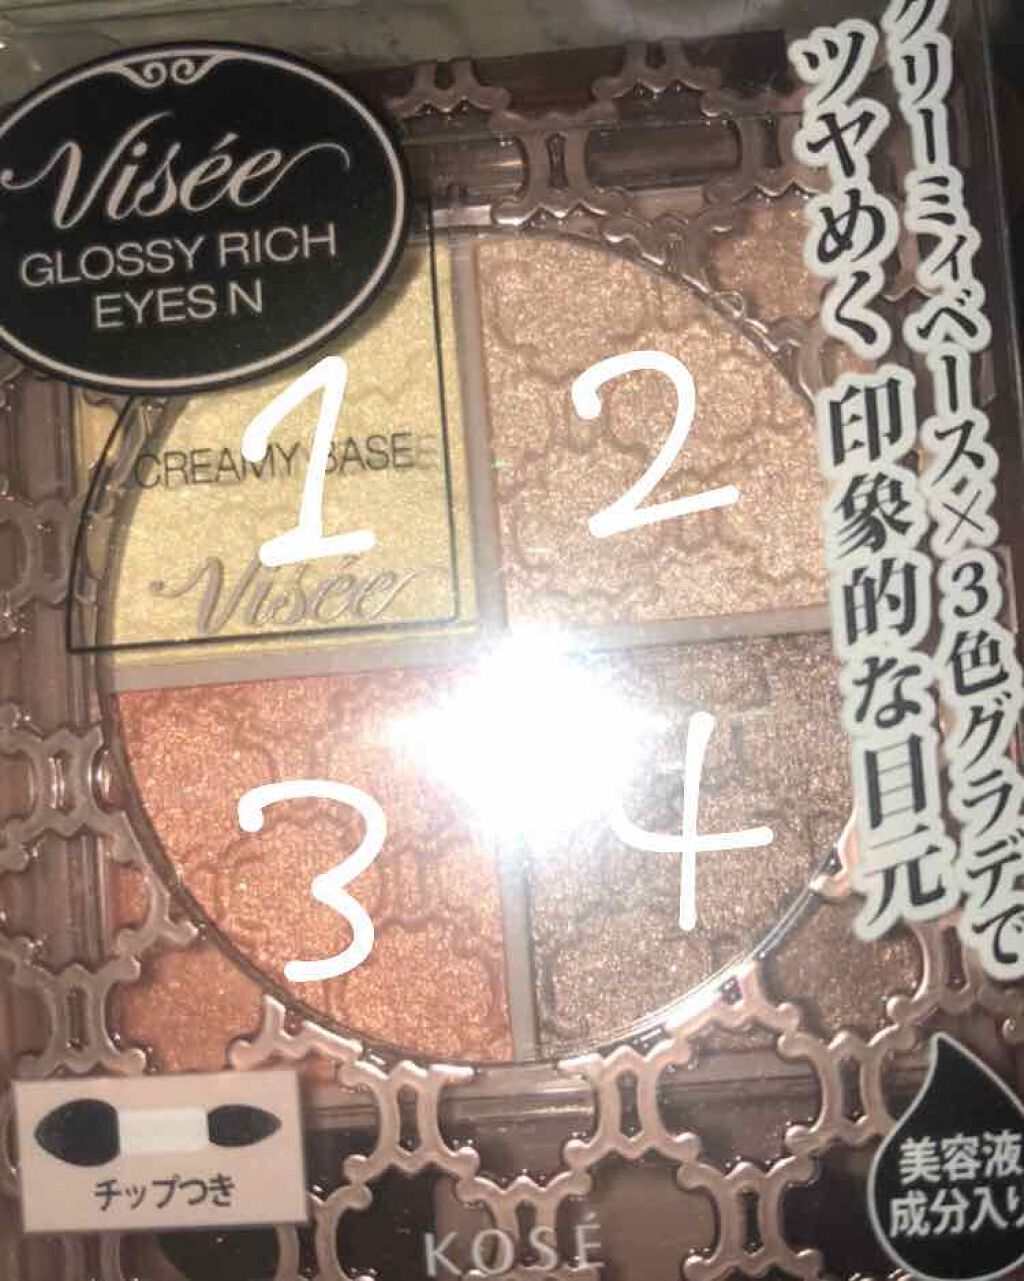 Visée
GLOSSY RICH
EYES N
クリーミィベース×3色グラデで
ツヤめく 印象的な目元
1
2
CREAMY BASE
Visée
3
4
チップつき
美容液
成分入り
KOSÉ